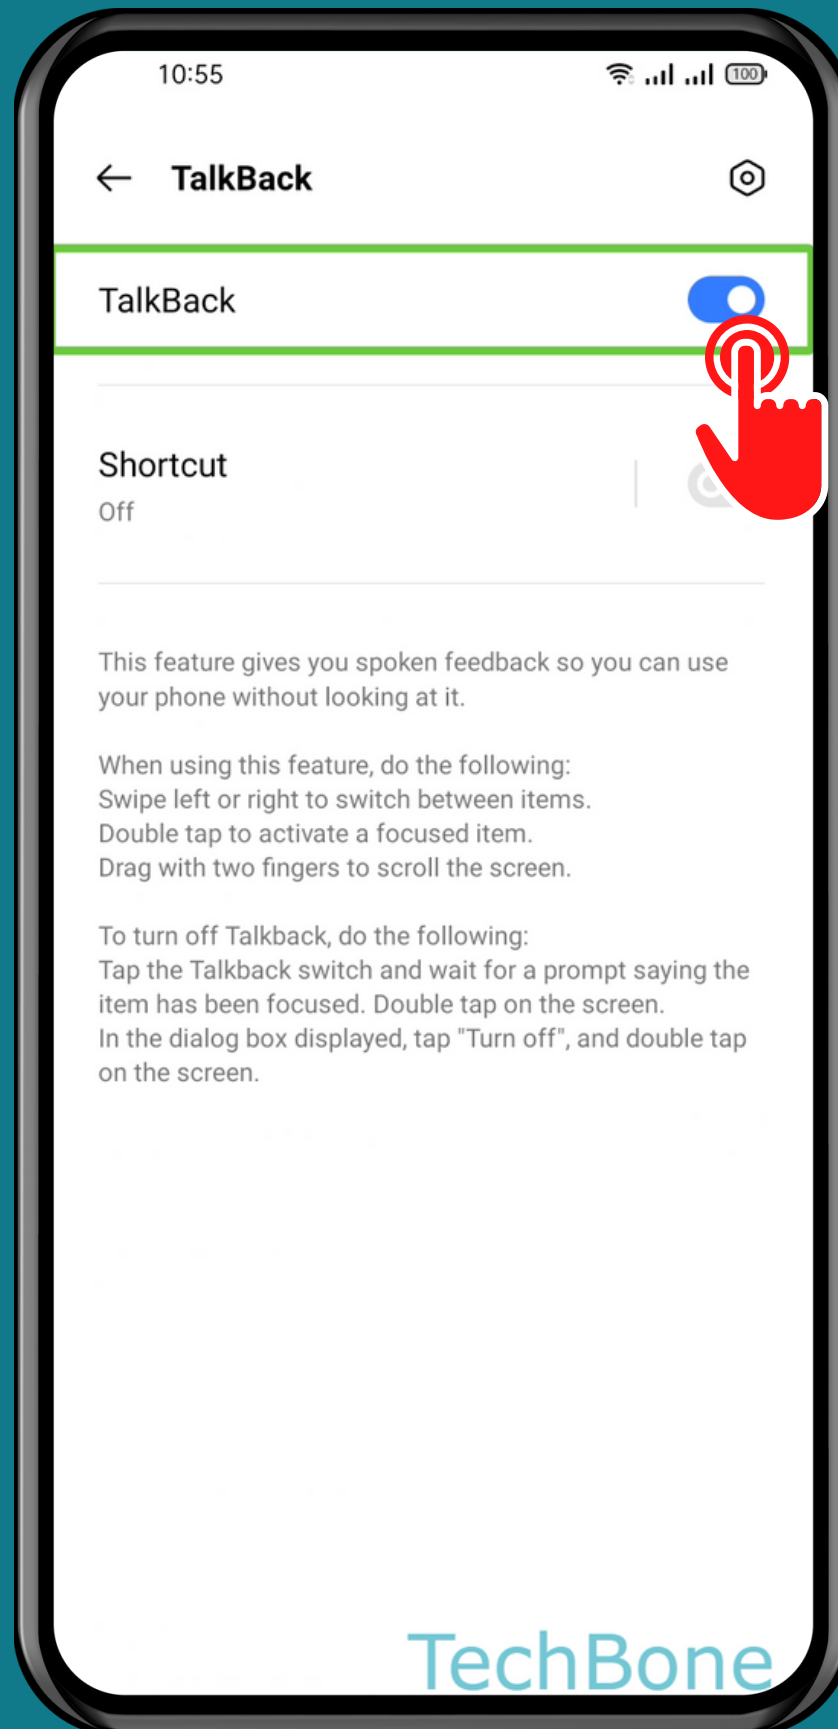 10:55
100
TalkBack
TalkBack
Shortcut
Off
This feature gives you spoken feedback so you can use
your phone without looking at it.
When using this feature, do the following:
Swipe left or right to switch between items.
Double tap to activate a focused item.
Drag with two fingers to scroll the screen.
To turn off Talkback, do the following:
Tap the Talkback switch and wait for a prompt saying the
item has been focused. Double tap on the screen.
In the dialog box displayed, tap "Turn off", and double tap
on the screen.
TechBone